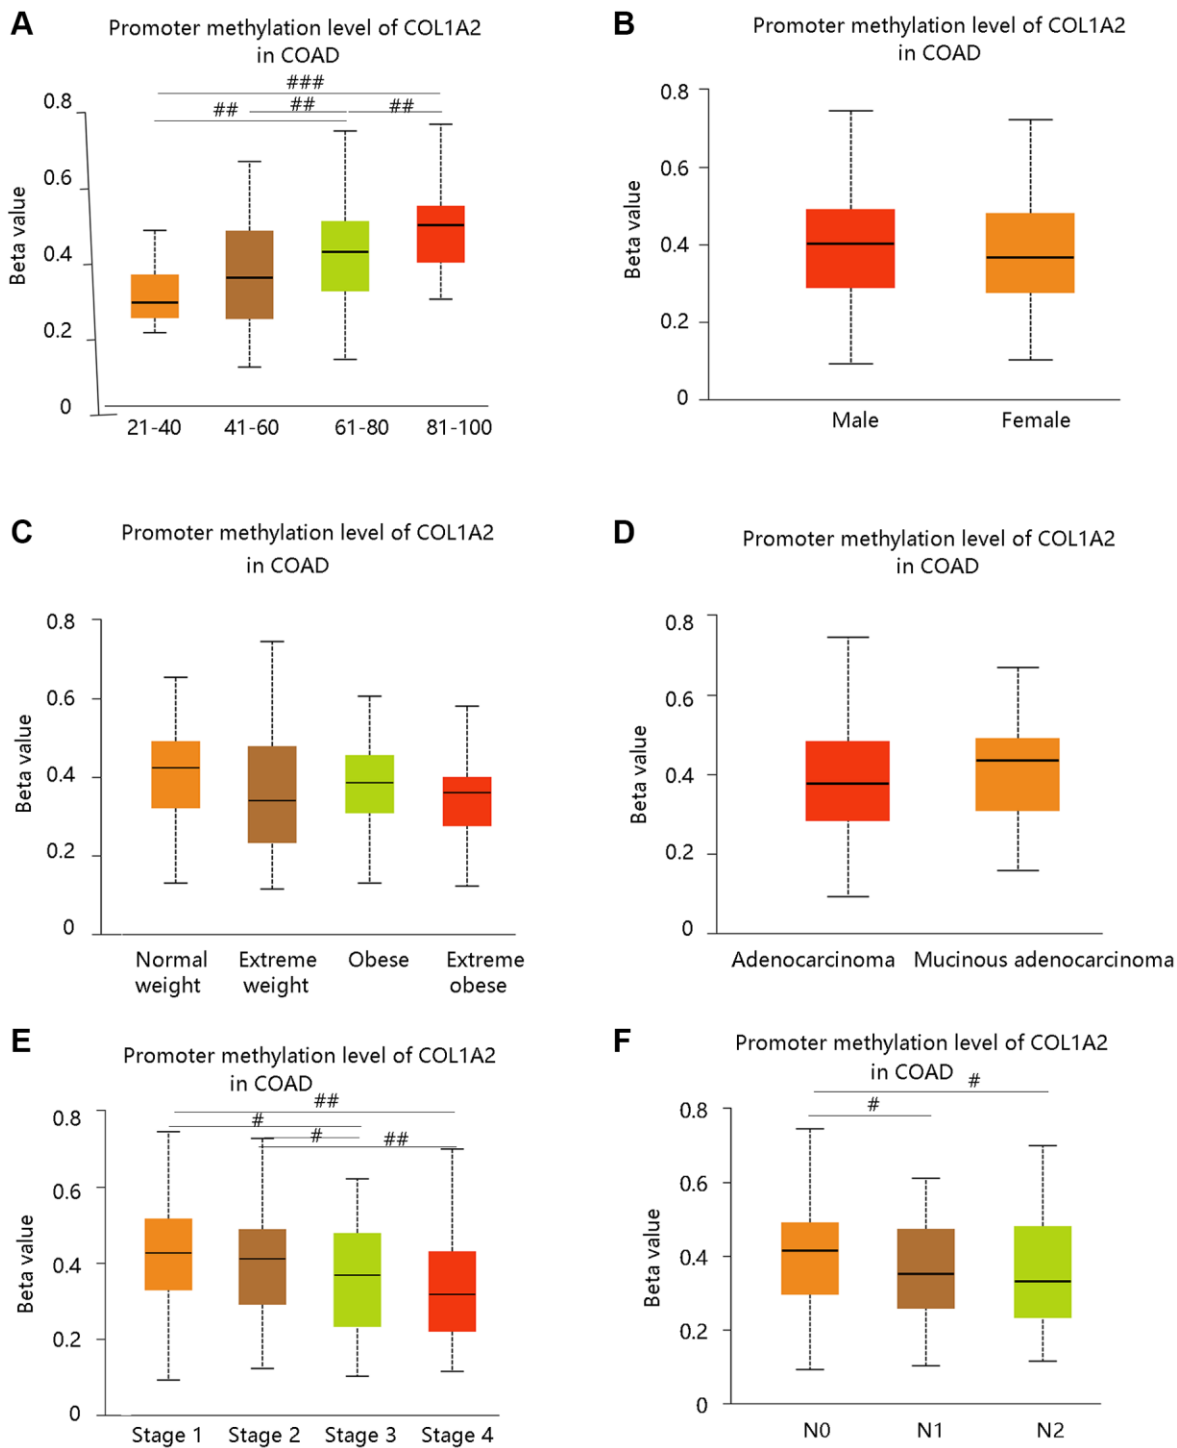 A
Promoter methylation level of COL1A2
in COAD
###
##
##
##
Beta value
0.8
0.6
0.4
0.2
0
21-40
41-60
61-80
81-100
B
Promoter methylation level of COL1A2
in COAD
Beta value
0.8
0.6
0.4
0.2
0
Male
Female
C
Promoter methylation level of COL1A2
in COAD
Beta value
0.8
0.6
0.4
0.2
0
Normal
weight
Extreme
weight
Obese
Extreme
obese
D
Promoter methylation level of COL1A2
in COAD
Beta value
0.8
0.6
0.4
0.2
0
Adenocarcinoma
Mucinous adenocarcinoma
E
Promoter methylation level of COL1A2
in COAD
##
#
#
##
Beta value
0.8
0.6
0.4
0.2
0
Stage 1
Stage 2
Stage 3
Stage 4
F
Promoter methylation level of COL1A2
in COAD
#
#
Beta value
0.8
0.6
0.4
0.2
0
N0
N1
N2